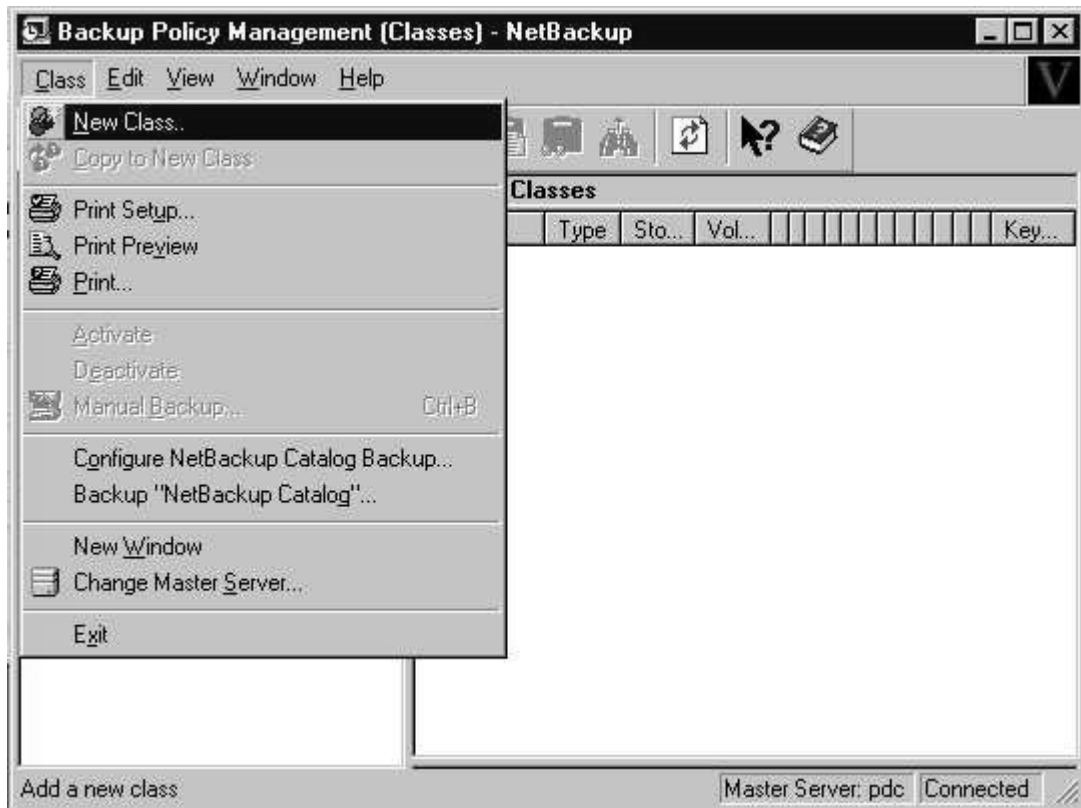 Backup Policy Management (Classes) - NetBackup
Class Edit View Window Help
V
New Class..
Copy to New Class
Print Setup...
Print Preview
Print...
Activate
Deactivate
Manual Backup... Ctrl+B
Configure NetBackup Catalog Backup...
Backup "NetBackup Catalog"...
New Window
Change Master Server...
Exit
Classes
Type Sto... Vol... Key...
Add a new class
Master Server: pdc Connected